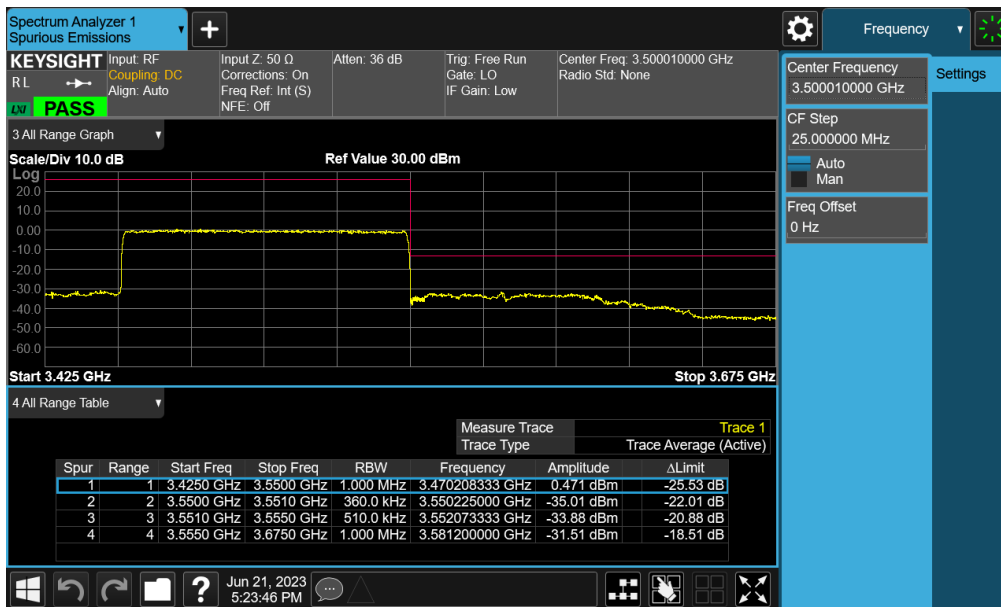 Spectrum Analyzer 1
Spurious Emissions
Frequency
KEYSIGHT
R L
LXI PASS
Input: RF
Coupling: DC
Align: Auto
Input Z: 50 Ω
Corrections: On
Freq Ref: Int (S)
NFE: Off
Atten: 36 dB
Trig: Free Run
Gate: LO
IF Gain: Low
Center Freq: 3.500010000 GHz
Radio Std: None
Center Frequency
3.500010000 GHz
Settings
CF Step
25.000000 MHz
Auto
Man
Freq Offset
0 Hz
3 All Range Graph
Scale/Div 10.0 dB Ref Value 30.00 dBm
Log
20.0
10.0
0.00
-10.0
-20.0
-30.0
-40.0
-50.0
-60.0
Start 3.425 GHz Stop 3.675 GHz
4 All Range Table
Measure Trace Trace 1
Trace Type Trace Average (Active)
Spur Range Start Freq Stop Freq RBW Frequency Amplitude ΔLimit
1 1 3.4250 GHz 3.5500 GHz 1.000 MHz 3.470208333 GHz 0.471 dBm -25.53 dB
2 2 3.5500 GHz 3.5510 GHz 360.0 kHz 3.550225000 GHz -35.01 dBm -22.01 dB
3 3 3.5510 GHz 3.5550 GHz 510.0 kHz 3.552073333 GHz -33.88 dBm -20.88 dB
4 4 3.5550 GHz 3.6750 GHz 1.000 MHz 3.581200000 GHz -31.51 dBm -18.51 dB
?
Jun 21, 2023
5:23:46 PM